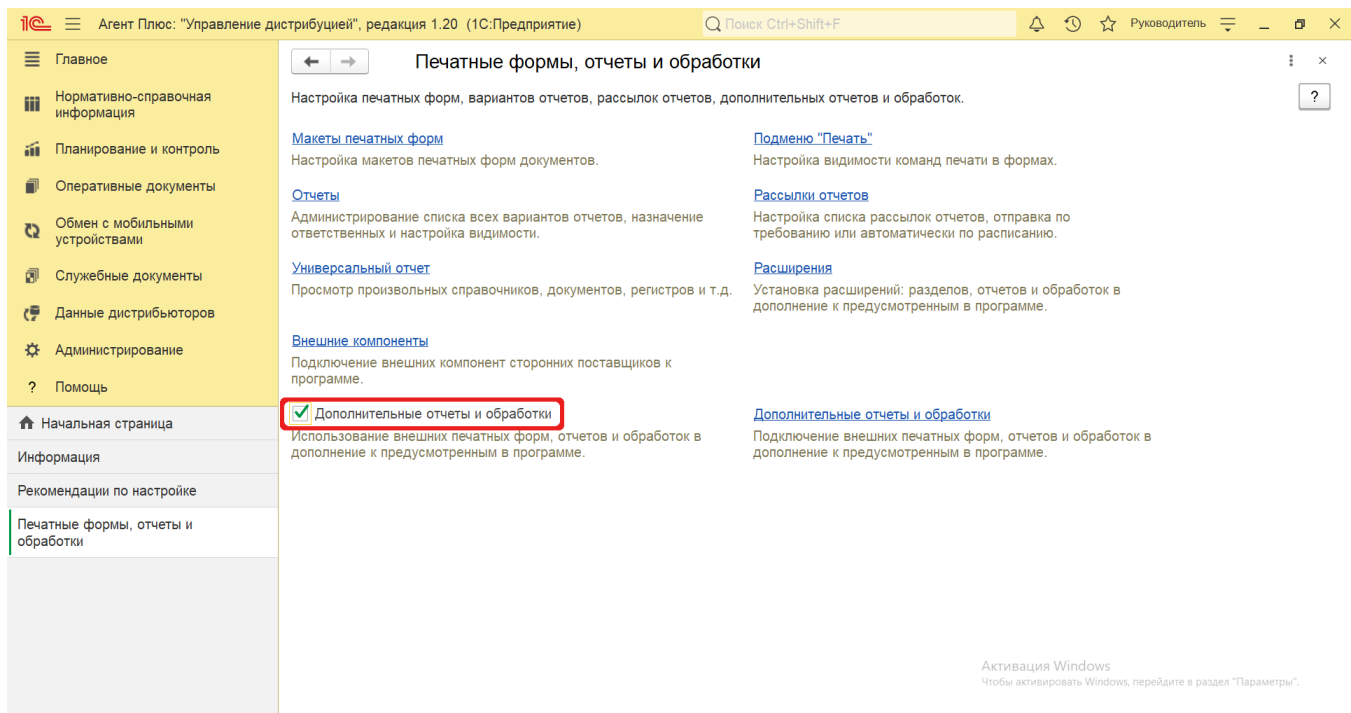 1С Агент Плюс: "Управление дистрибуцией", редакция 1.20 (1С:Предприятие)
Поиск Ctrl+Shift+F
Руководитель
Главное
Нормативно-справочная
информация
Планирование и контроль
Оперативные документы
Обмен с мобильными
устройствами
Служебные документы
Данные дистрибьюторов
Администрирование
? Помощь
Начальная страница
Информация
Рекомендации по настройке
Печатные формы, отчеты и
обработки
Печатные формы, отчеты и обработки
Настройка печатных форм, вариантов отчетов, рассылок отчетов, дополнительных отчетов и обработок.
?
Макеты печатных форм
Настройка макетов печатных форм документов.
Подменю "Печать"
Настройка видимости команд печати в формах.
Отчеты
Администрирование списка всех вариантов отчетов, назначение
ответственных и настройка видимости.
Рассылки отчетов
Настройка списка рассылок отчетов, отправка по
требованию или автоматически по расписанию.
Универсальный отчет
Просмотр произвольных справочников, документов, регистров и т.д.
Расширения
Установка расширений: разделов, отчетов и обработок в
дополнение к предусмотренным в программе.
Внешние компоненты
Подключение внешних компонент сторонних поставщиков к
программе.
Дополнительные отчеты и обработки
Использование внешних печатных форм, отчетов и обработок в
дополнение к предусмотренным в программе.
Дополнительные отчеты и обработки
Подключение внешних печатных форм, отчетов и обработок в
дополнение к предусмотренным в программе.
Активация Windows
Чтобы активировать Windows, перейдите в раздел "Параметры".